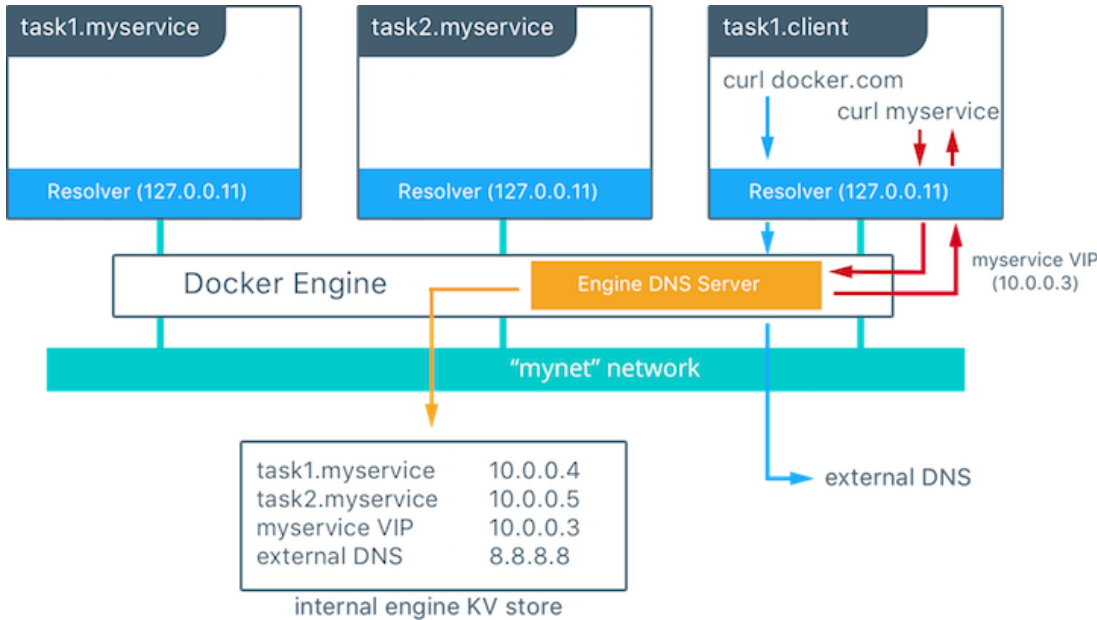 task1.myservice
task2.myservice
task1.client
curl docker.com
curl myservice
Resolver (127.0.0.11)
Resolver (127.0.0.11)
Resolver (127.0.0.11)
Docker Engine
Engine DNS Server
myservice VIP
(10.0.0.3)
“mynet” network
task1.myservice 10.0.0.4
task2.myservice 10.0.0.5
myservice VIP 10.0.0.3
external DNS 8.8.8.8
external DNS
internal engine KV store